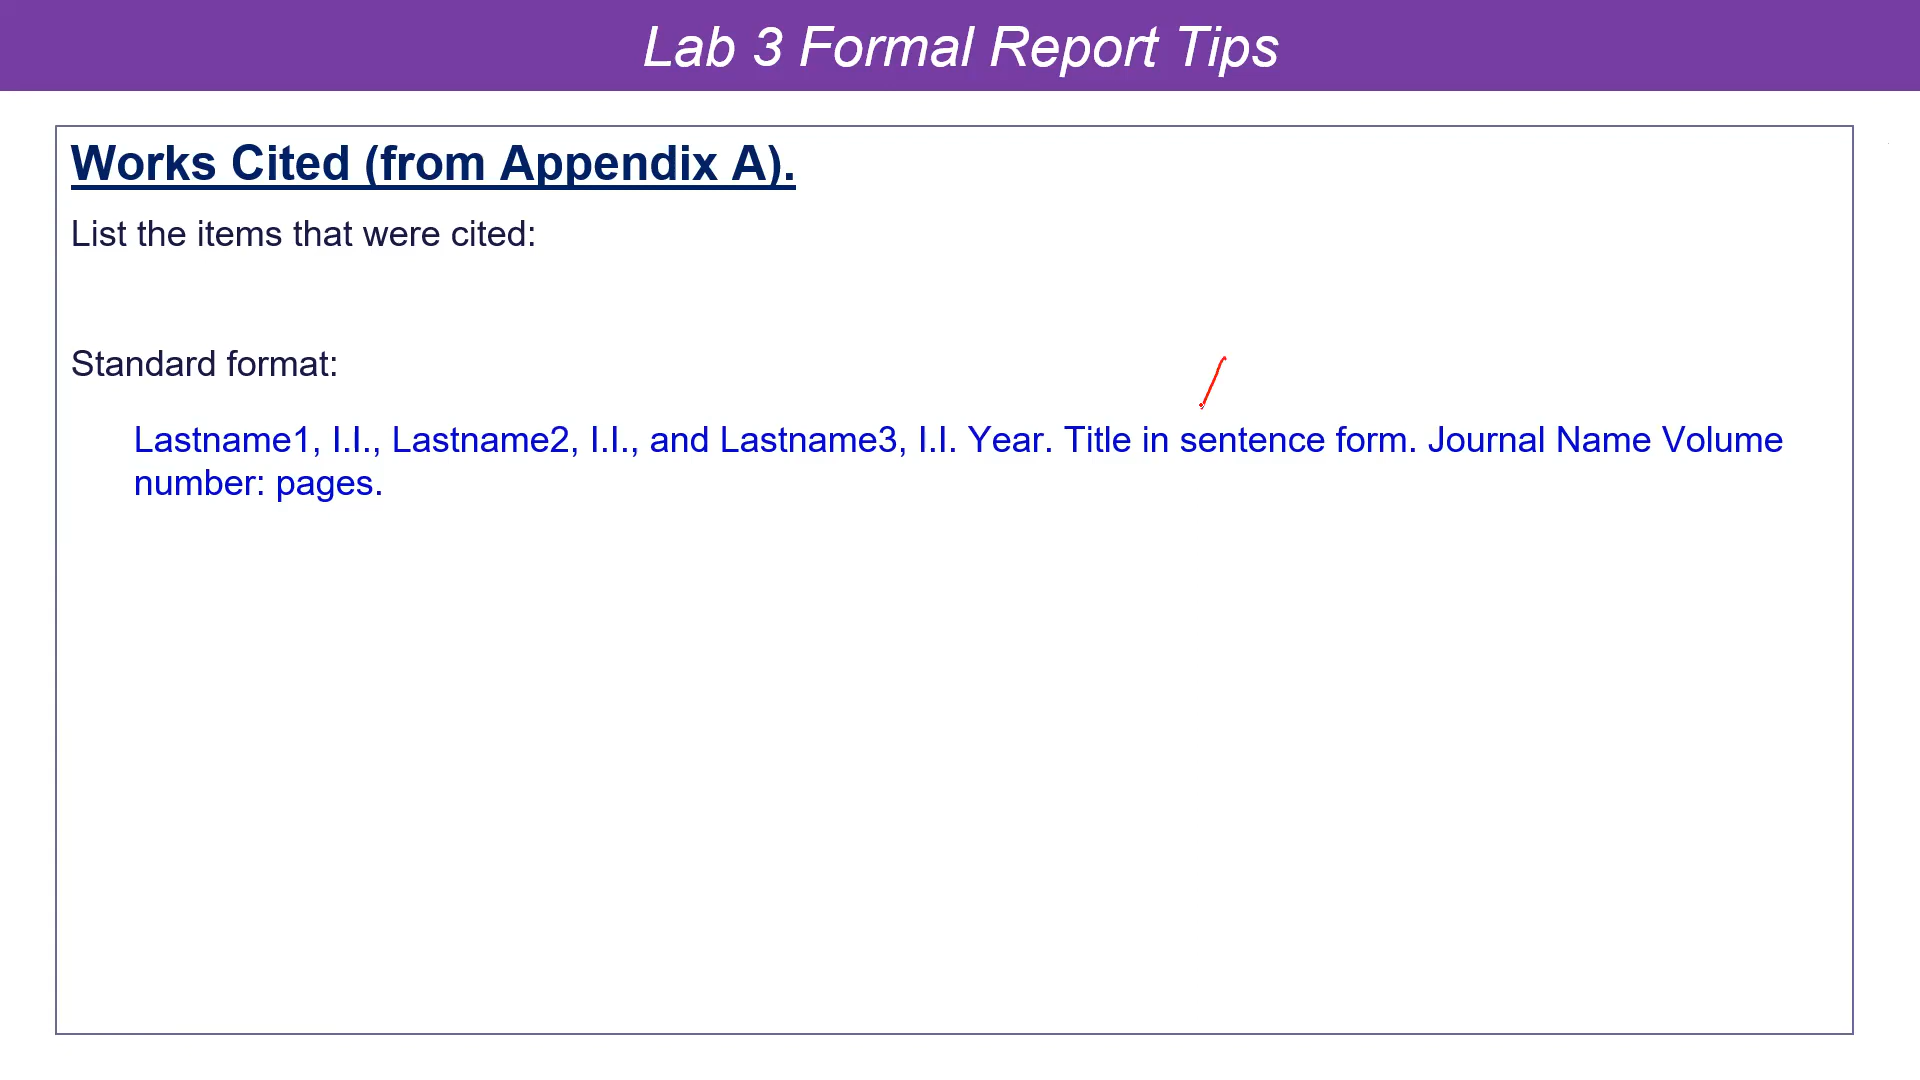 Lab 3 Formal Report Tips
Works Cited (from Appendix A).
List the items that were cited:
Standard format:
Lastname1, I.I., Lastname2, I.I., and Lastname3, I.I. Year. Title in sentence form. Journal Name Volume
number: pages.